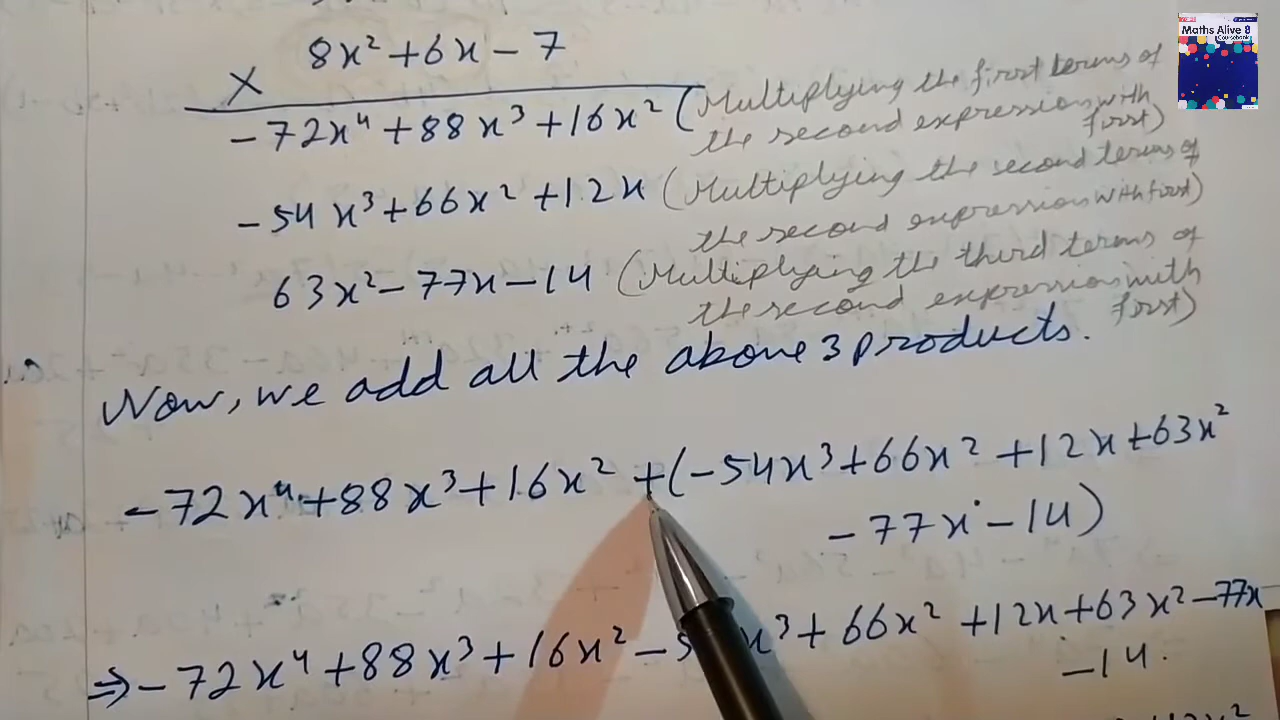 8x² + 6x - 7
×
- 72x⁴ + 88x³ + 16x² (Multiplying the first terms of
the second expression with
first)
- 54x³ + 66x² + 12x (Multiplying the second terms of
the second expression with first)
63x² - 77x - 14 (Multiplying the third terms of
the second expression with
first)
Now, we add all the above 3 products.
- 72x⁴ + 88x³ + 16x² + (- 54x³ + 66x² + 12x + 63x²
- 77x - 14)
⇒ - 72x⁴ + 88x³ + 16x² - 5 x³ + 66x² + 12x + 63x² - 77x
- 14.
Maths Alive 8
Coursebook